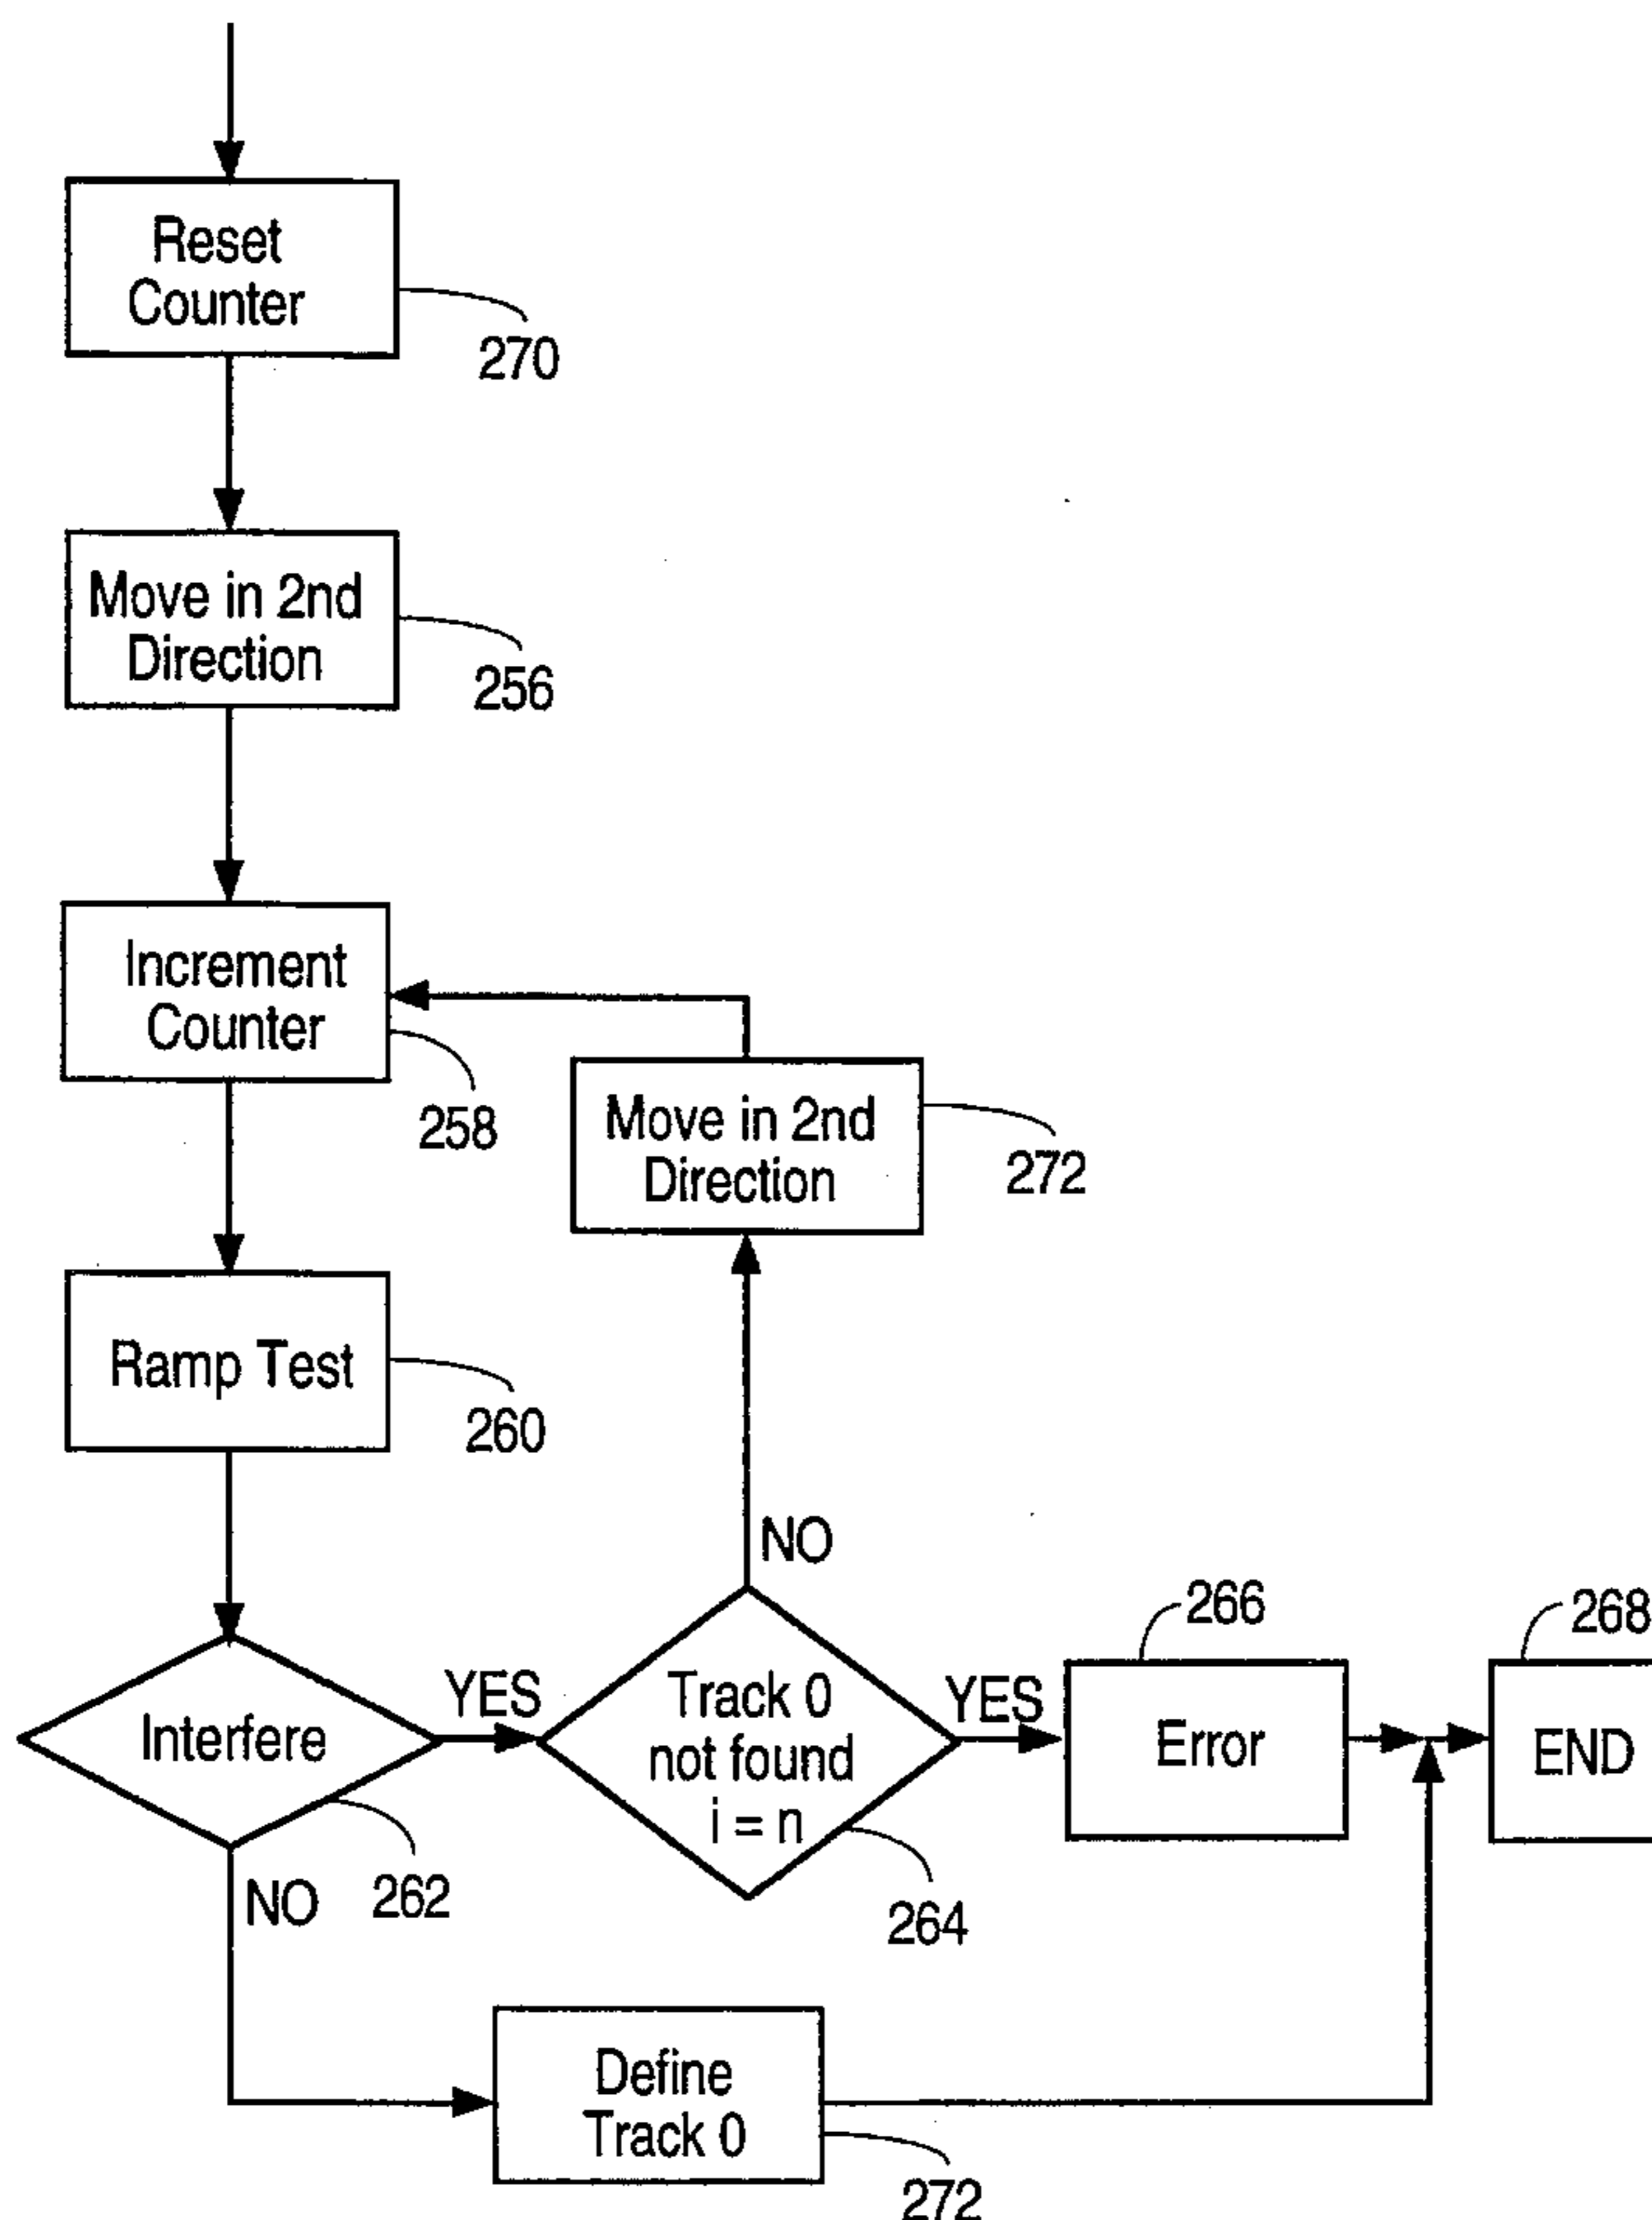 Reset
Counter
270
Move in 2nd
Direction
256
Increment
Counter
258
Move in 2nd
Direction
272
Ramp Test
260
NO
Interfere
YES
262
NO
Track 0
not found
i = n
YES
264
266
Error
268
END
Define
Track 0
272